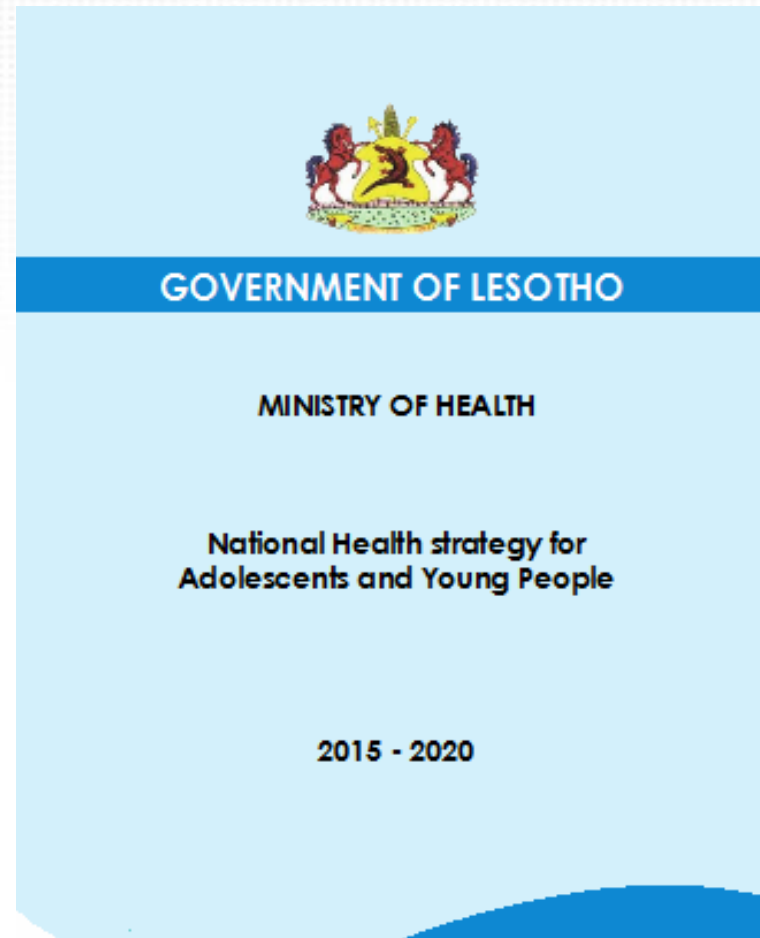 GOVERNMENT OF LESOTHO
MINISTRY OF HEALTH
National Health strategy for
Adolescents and Young People
2015 - 2020